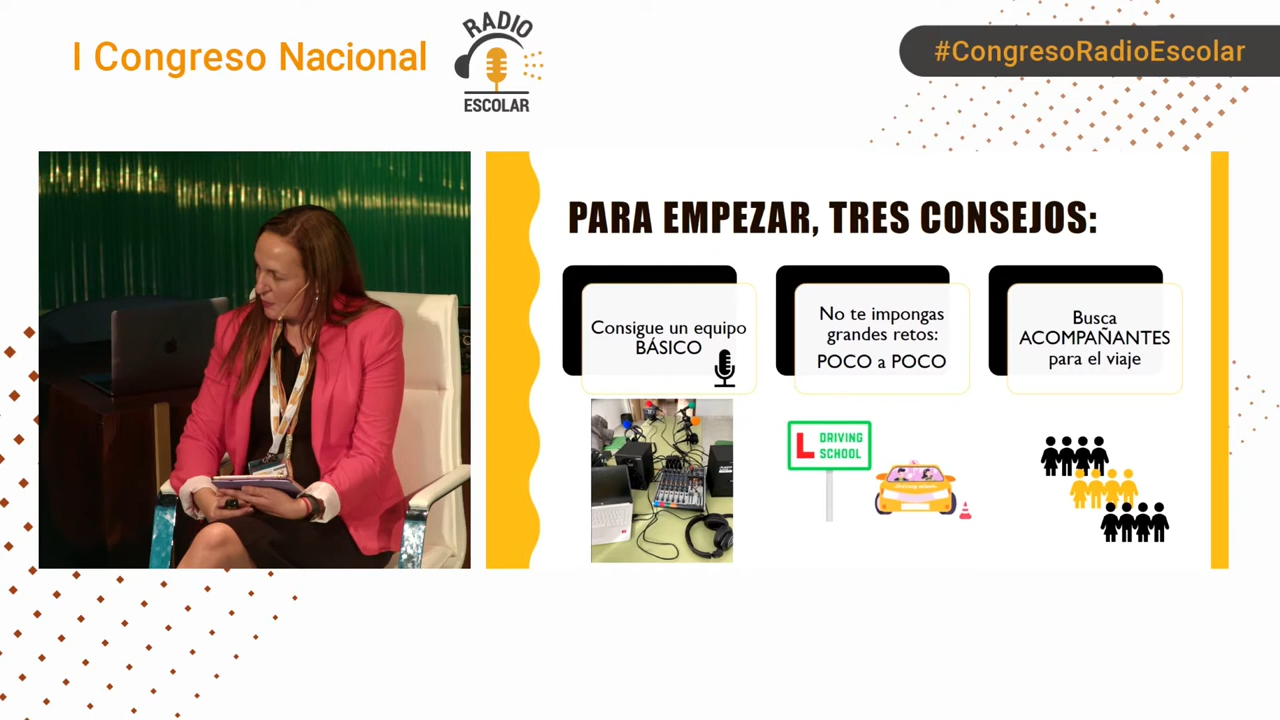 I Congreso Nacional
RADIO
ESCOLAR
#CongresoRadioEscolar
PARA EMPEZAR, TRES CONSEJOS:
Consigue un equipo
BÁSICO
No te impongas
grandes retos:
POCO a POCO
Busca
ACOMPAÑANTES
para el viaje
L DRIVING
SCHOOL